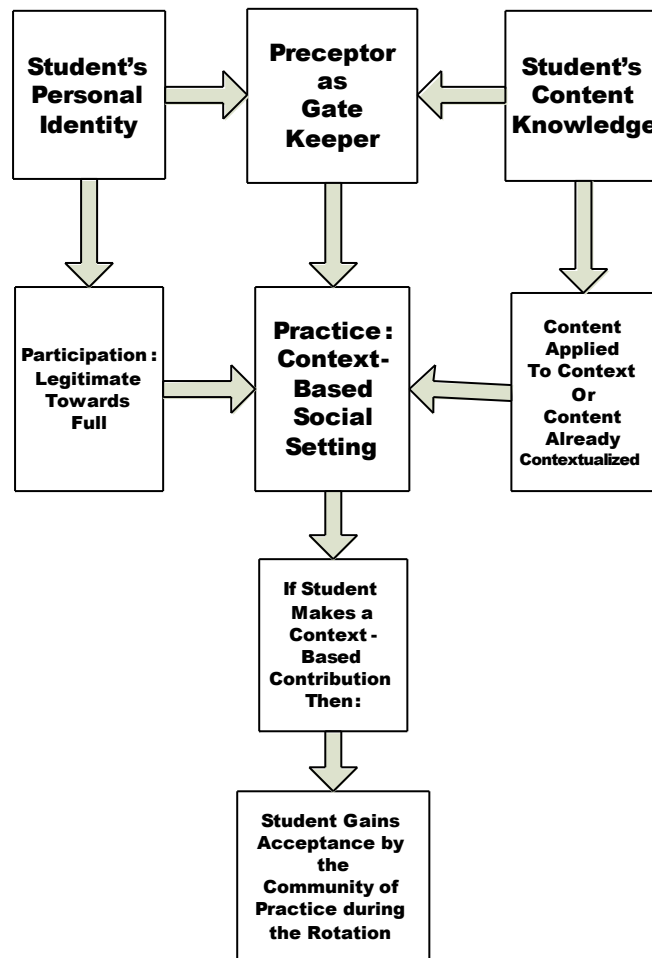 Student’s
Personal
Identity
Preceptor
as
Gate
Keeper
Student’s
Content
Knowledge
Participation :
Legitimate
Towards
Full
Practice :
Context-
Based
Social
Setting
Content
Applied
To Context
Or
Content
Already
Contextualized
If Student
Makes a
Context -
Based
Contribution
Then :
Student Gains
Acceptance by
the
Community of
Practice during
the Rotation